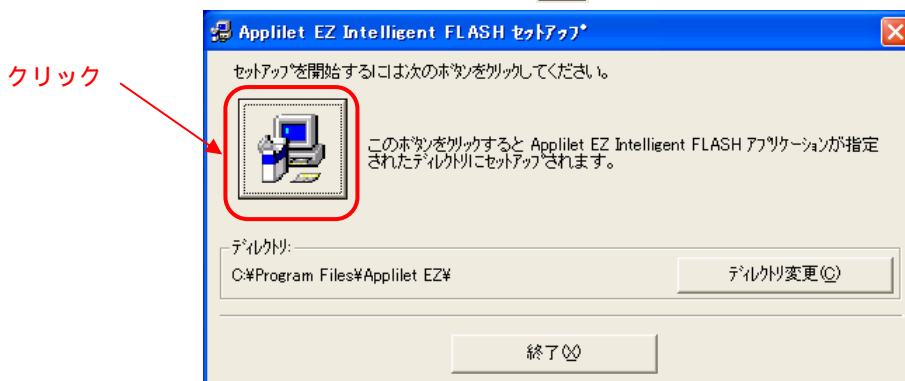 Applilet EZ Intelligent FLASH ｾｯﾄｱｯﾌﾟ
ｾｯﾄｱｯﾌﾟを開始するには次のﾎﾞﾀﾝをｸﾘｯｸしてください。
クリック
このﾎﾞﾀﾝをｸﾘｯｸすると Applilet EZ Intelligent FLASH ｱﾌﾟﾘｹｰｼｮﾝが指定
されたﾃﾞｨﾚｸﾄﾘにｾｯﾄｱｯﾌﾟされます。
ﾃﾞｨﾚｸﾄﾘ:
C:¥Program Files¥Applilet EZ¥
ﾃﾞｨﾚｸﾄﾘ変更(C)
終了(X)